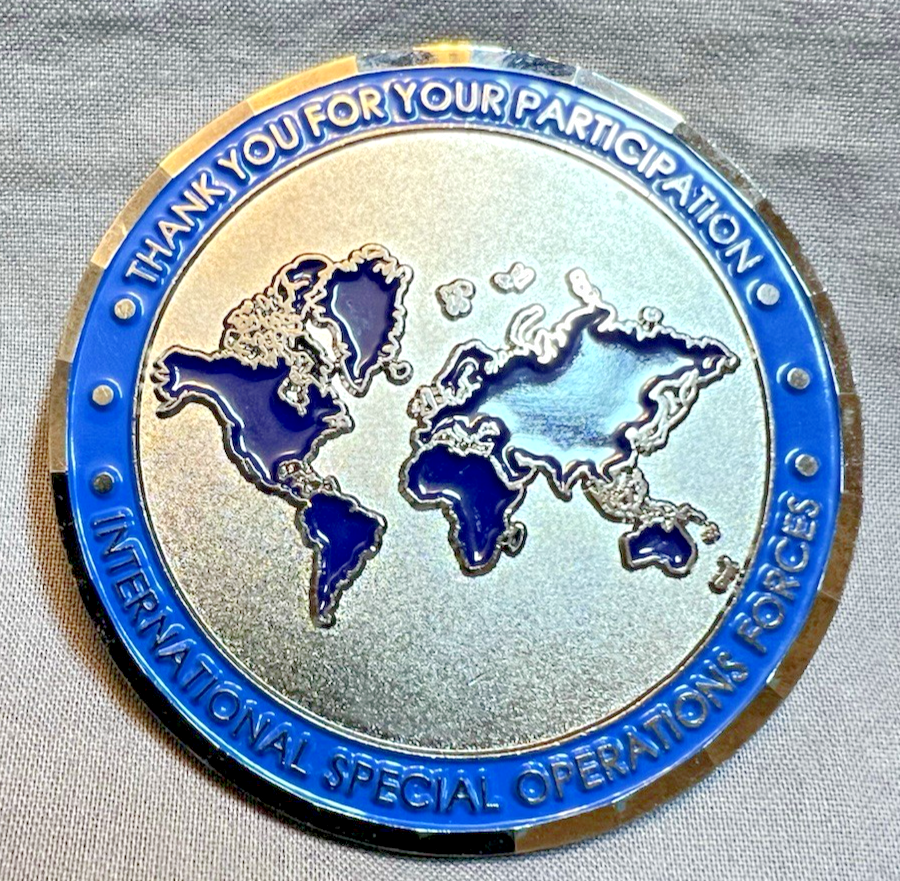 THANK YOU FOR YOUR PARTICIPATION
INTERNATIONAL SPECIAL OPERATIONS FORCES